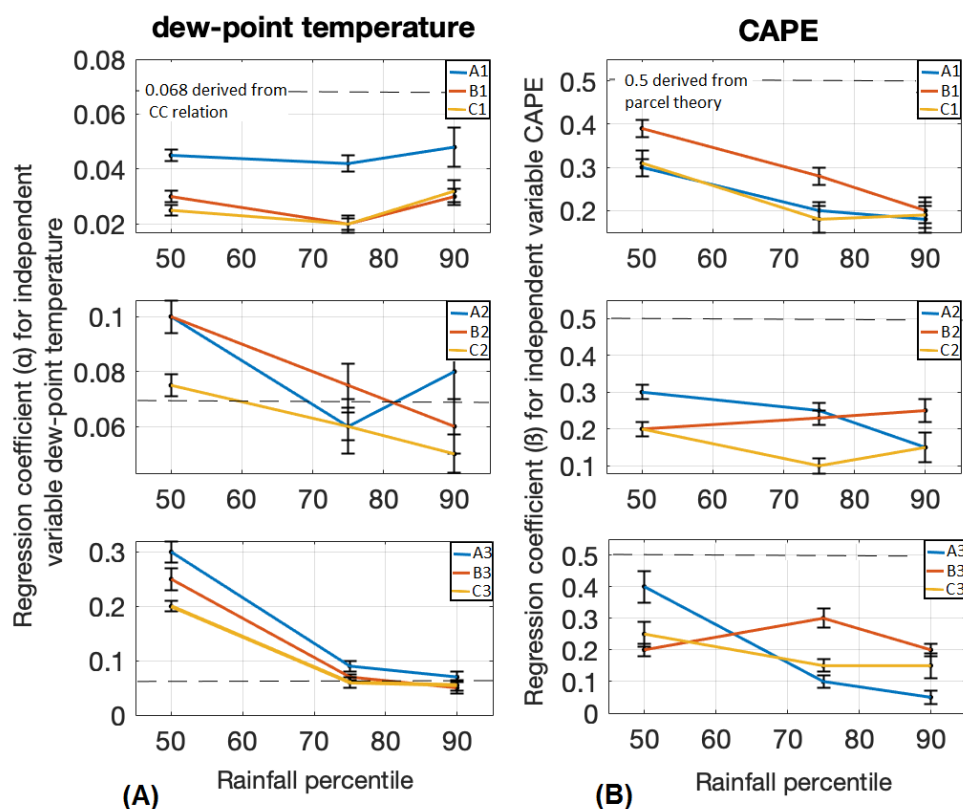 dew-point temperature
CAPE
Regression coefficient (α) for independent
variable dew-point temperature
0.08
0.06
0.04
0.02
0.068 derived from
CC relation
A1
B1
C1
50
60
70
80
90
0.1
0.08
0.06
A2
B2
C2
50
60
70
80
90
0.3
0.2
0.1
0
A3
B3
C3
50
60
70
80
90
Rainfall percentile
(A)
Regression coefficient (ß) for independent variable CAPE
0.5
0.4
0.3
0.2
0.5 derived from
parcel theory
A1
B1
C1
50
60
70
80
90
0.5
0.4
0.3
0.2
0.1
A2
B2
C2
50
60
70
80
90
0.5
0.4
0.3
0.2
0.1
0
A3
B3
C3
50
60
70
80
90
Rainfall percentile
(B)